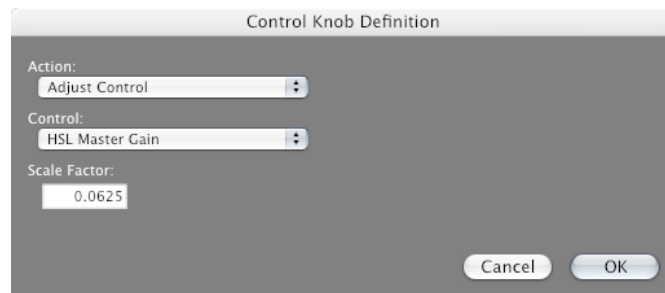 Control Knob Definition
Action:
Adjust Control
Control:
HSL Master Gain
Scale Factor:
0.0625
Cancel OK